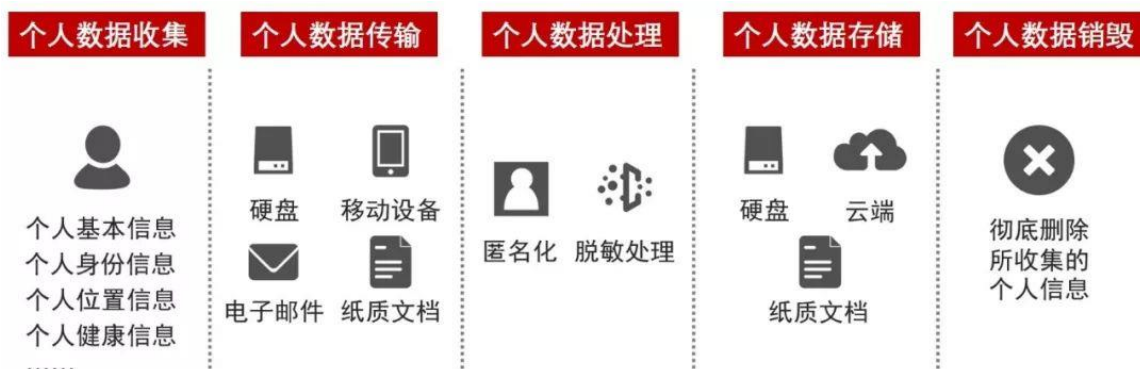 个人数据收集
个人数据传输
个人数据处理
个人数据存储
个人数据销毁
个人基本信息
个人身份信息
个人位置信息
个人健康信息
......
硬盘
移动设备
电子邮件
纸质文档
匿名化
脱敏处理
硬盘
云端
纸质文档
彻底删除
所收集的
个人信息